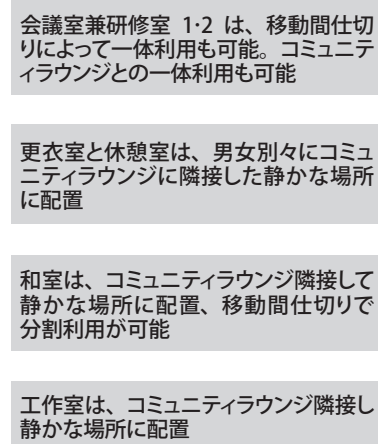 会議室兼研修室 1･2 は、移動間仕切
りによって一体利用も可能。コミュニテ
ィラウンジとの一体利用も可能
更衣室と休憩室は、男女別々にコミュ
ニティラウンジに隣接した静かな場所
に配置
和室は、コミュニティラウンジ隣接して
静かな場所に配置、移動間仕切りで
分割利用が可能
工作室は、コミュニティラウンジ隣接し
静かな場所に配置